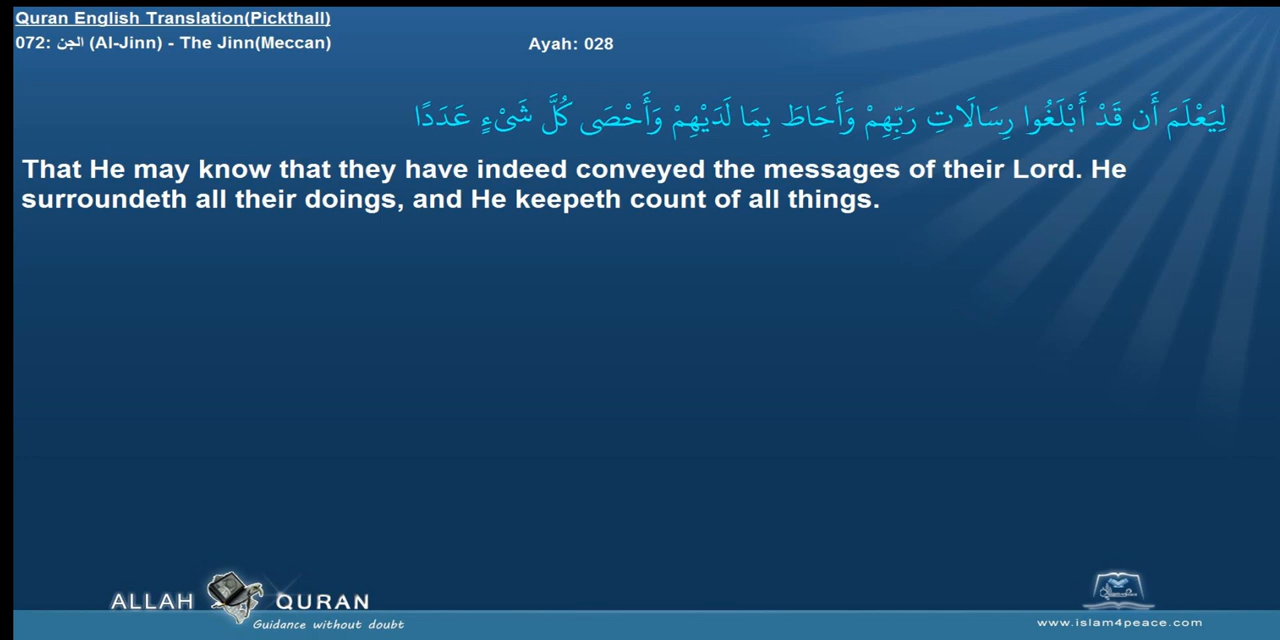 Quran English Translation(Pickthall)
072: الجن (Al-Jinn) - The Jinn(Meccan)
Ayah: 028
لِيَعْلَمَ أَن قَدْ أَبْلَغُوا رِسَالَاتِ رَبِّهِمْ وَأَحَاطَ بِمَا لَدَيْهِمْ وَأَحْصَى كُلَّ شَىْءٍ عَدَدًا
That He may know that they have indeed conveyed the messages of their Lord. He
surroundeth all their doings, and He keepeth count of all things.
ALLAH QURAN
Guidance without doubt
www.islam4peace.com